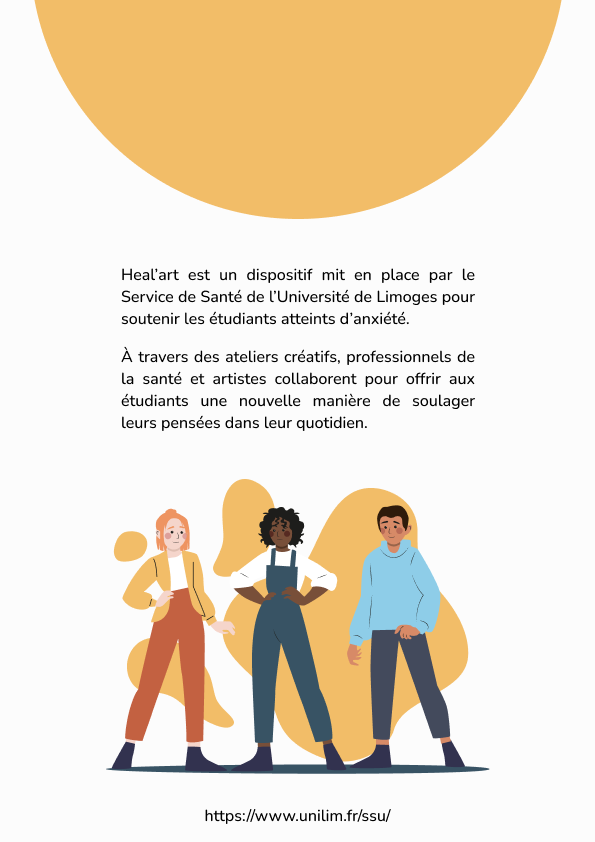 Heal’art est un dispositif mit en place par le
Service de Santé de l’Université de Limoges pour
soutenir les étudiants atteints d’anxiété.
À travers des ateliers créatifs, professionnels de
la santé et artistes collaborent pour offrir aux
étudiants une nouvelle manière de soulager
leurs pensées dans leur quotidien.
https://www.unilim.fr/ssu/